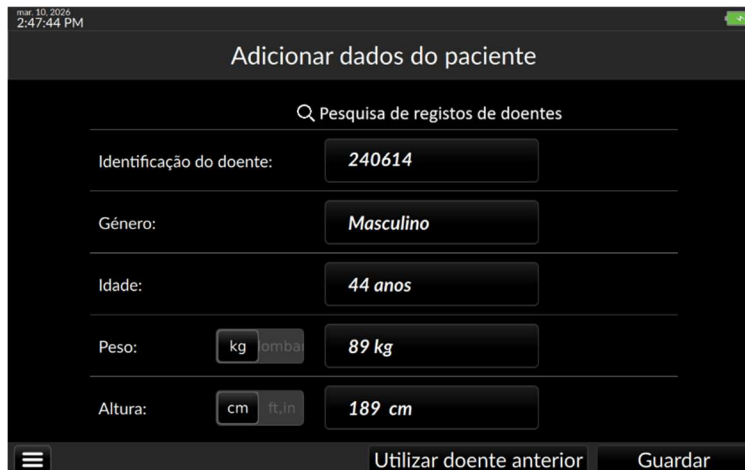 mar. 10, 2026
2:47:44 PM
Adicionar dados do paciente
Pesquisa de registos de doentes
Identificação do doente: 240614
Género: Masculino
Idade: 44 anos
Peso: kg lombar 89 kg
Altura: cm ft,in 189 cm
Utilizar doente anterior Guardar